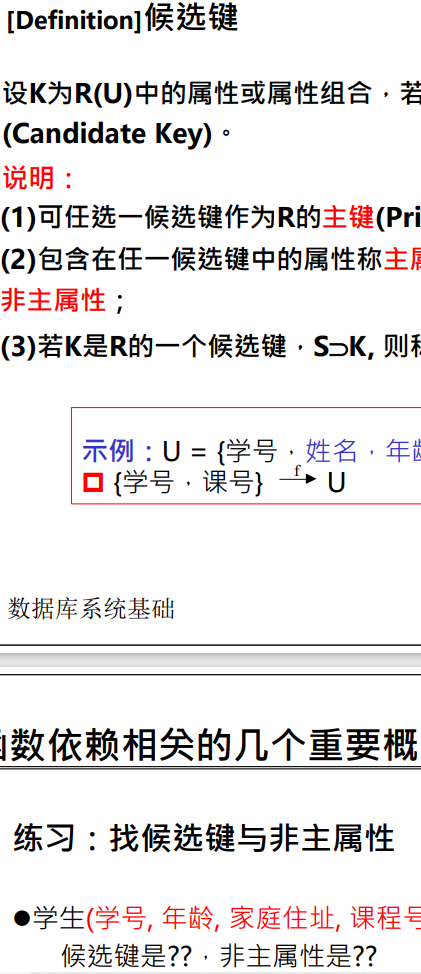 [Definition]候选键
设K为R(U)中的属性或属性组合，若
(Candidate Key)。
说明：
(1)可任选一候选键作为R的主键(Pri
(2)包含在任一候选键中的属性称主属
非主属性；
(3)若K是R的一个候选键，S⊃K, 则称
示例：U = {学号，姓名，年龄
{学号，课号} f→ U
数据库系统基础
函数依赖相关的几个重要概
练习：找候选键与非主属性
●学生(学号, 年龄, 家庭住址, 课程号
候选键是??，非主属性是??